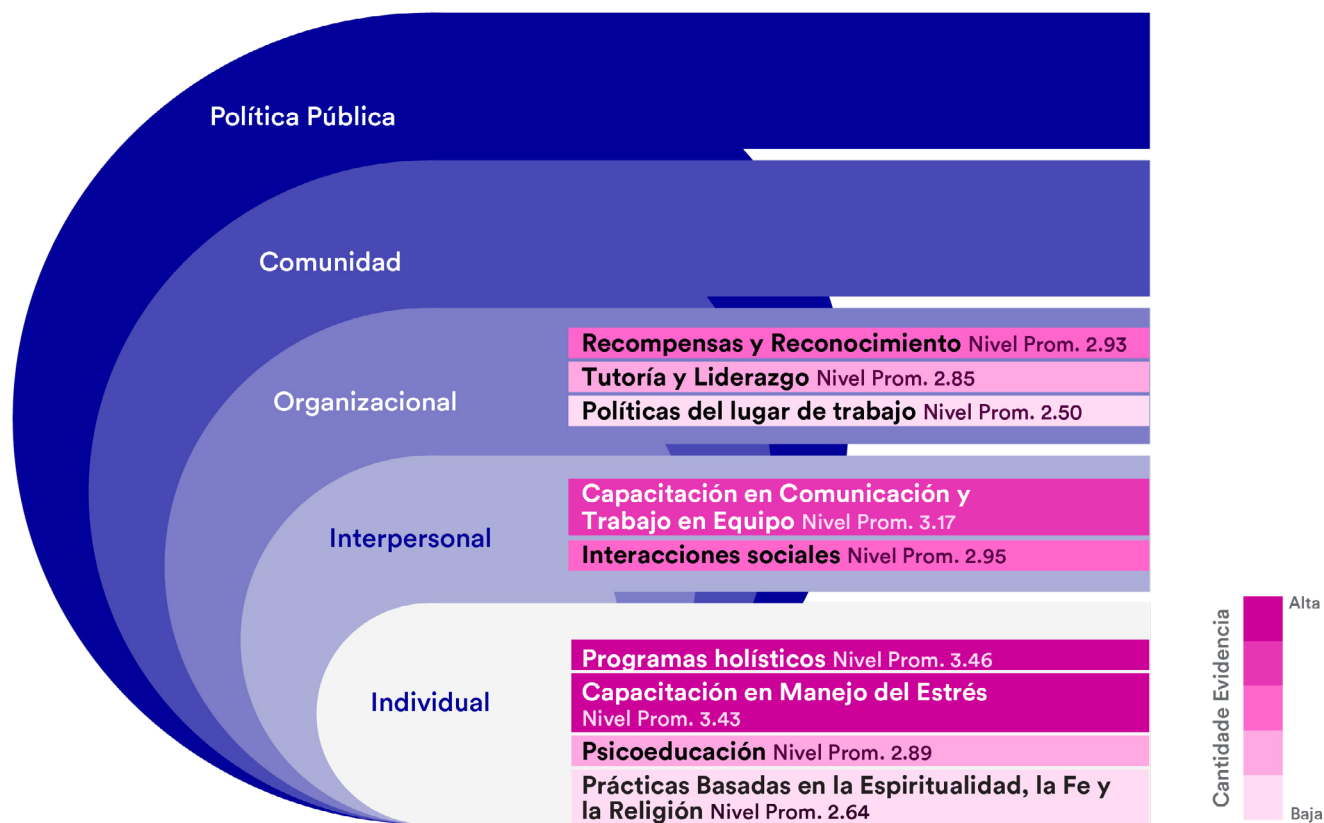 Política Pública
Comunidad
Organizacional
Recompensas y Reconocimiento Nivel Prom. 2.93
Tutoría y Liderazgo Nivel Prom. 2.85
Políticas del lugar de trabajo Nivel Prom. 2.50
Interpersonal
Capacitación en Comunicación y
Trabajo en Equipo Nivel Prom. 3.17
Interacciones sociales Nivel Prom. 2.95
Individual
Programas holísticos Nivel Prom. 3.46
Capacitación en Manejo del Estrés
Nivel Prom. 3.43
Psicoeducación Nivel Prom. 2.89
Prácticas Basadas en la Espiritualidad, la Fe y
la Religión Nivel Prom. 2.64
Cantidade Evidencia
Alta
Baja